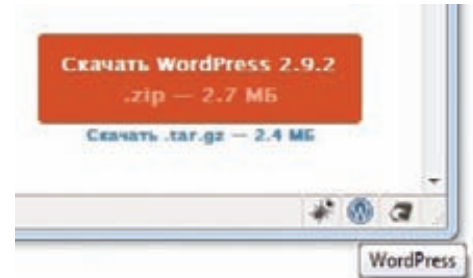 Скачать WordPress 2.9.2
.zip — 2.7 МБ
Скачать .tar.gz — 2.4 МБ
WordPress